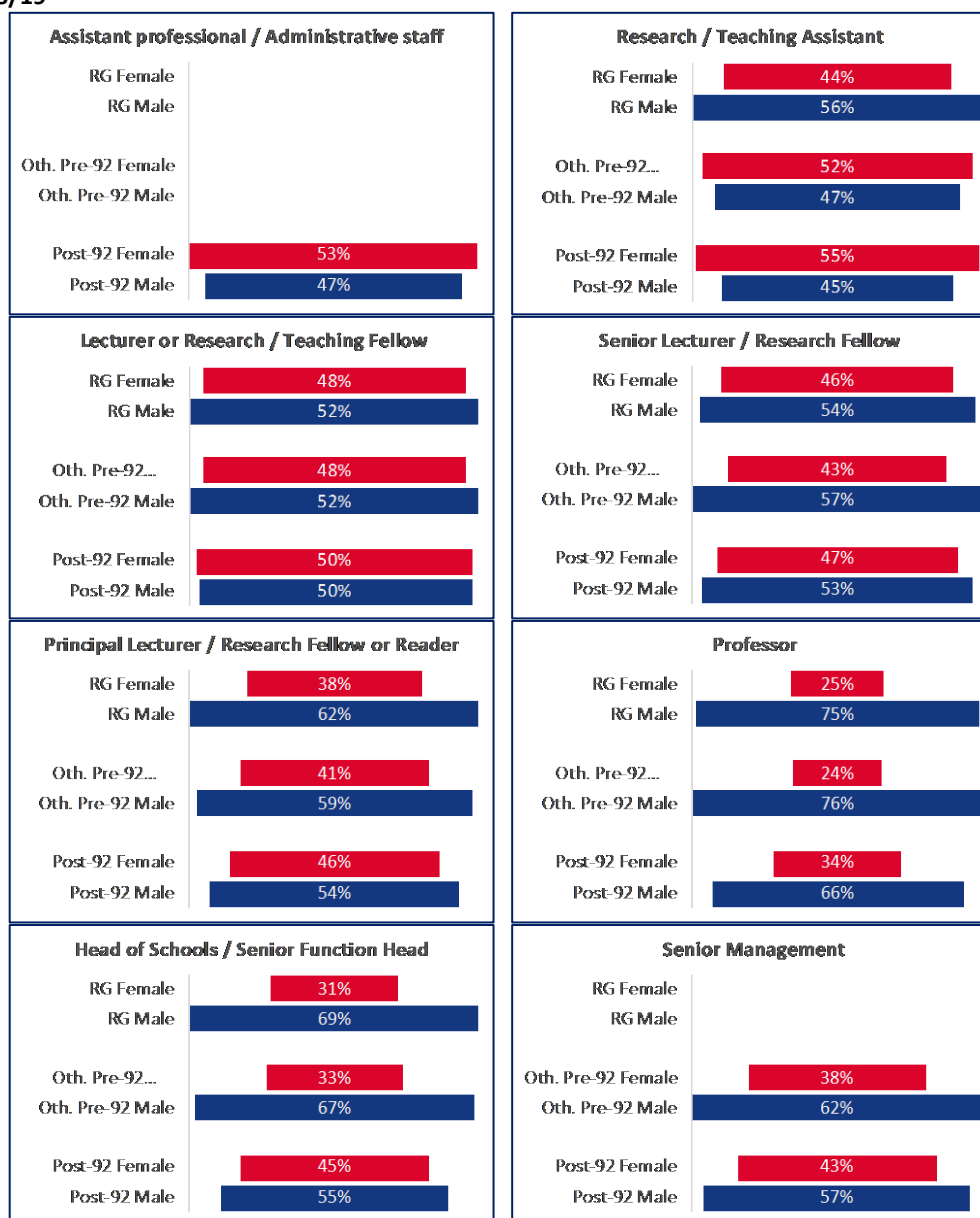 Assistant professional / Administrative staff
RG Female
RG Male
Oth. Pre-92 Female
Oth. Pre-92 Male
Post-92 Female 53%
Post-92 Male 47%
Research / Teaching Assistant
RG Female 44%
RG Male 56%
Oth. Pre-92... 52%
Oth. Pre-92 Male 47%
Post-92 Female 55%
Post-92 Male 45%
Lecturer or Research / Teaching Fellow
RG Female 48%
RG Male 52%
Oth. Pre-92... 48%
Oth. Pre-92 Male 52%
Post-92 Female 50%
Post-92 Male 50%
Senior Lecturer / Research Fellow
RG Female 46%
RG Male 54%
Oth. Pre-92... 43%
Oth. Pre-92 Male 57%
Post-92 Female 47%
Post-92 Male 53%
Principal Lecturer / Research Fellow or Reader
RG Female 38%
RG Male 62%
Oth. Pre-92... 41%
Oth. Pre-92 Male 59%
Post-92 Female 46%
Post-92 Male 54%
Professor
RG Female 25%
RG Male 75%
Oth. Pre-92... 24%
Oth. Pre-92 Male 76%
Post-92 Female 34%
Post-92 Male 66%
Head of Schools / Senior Function Head
RG Female 31%
RG Male 69%
Oth. Pre-92... 33%
Oth. Pre-92 Male 67%
Post-92 Female 45%
Post-92 Male 55%
Senior Management
RG Female
RG Male
Oth. Pre-92 Female 38%
Oth. Pre-92 Male 62%
Post-92 Female 43%
Post-92 Male 57%